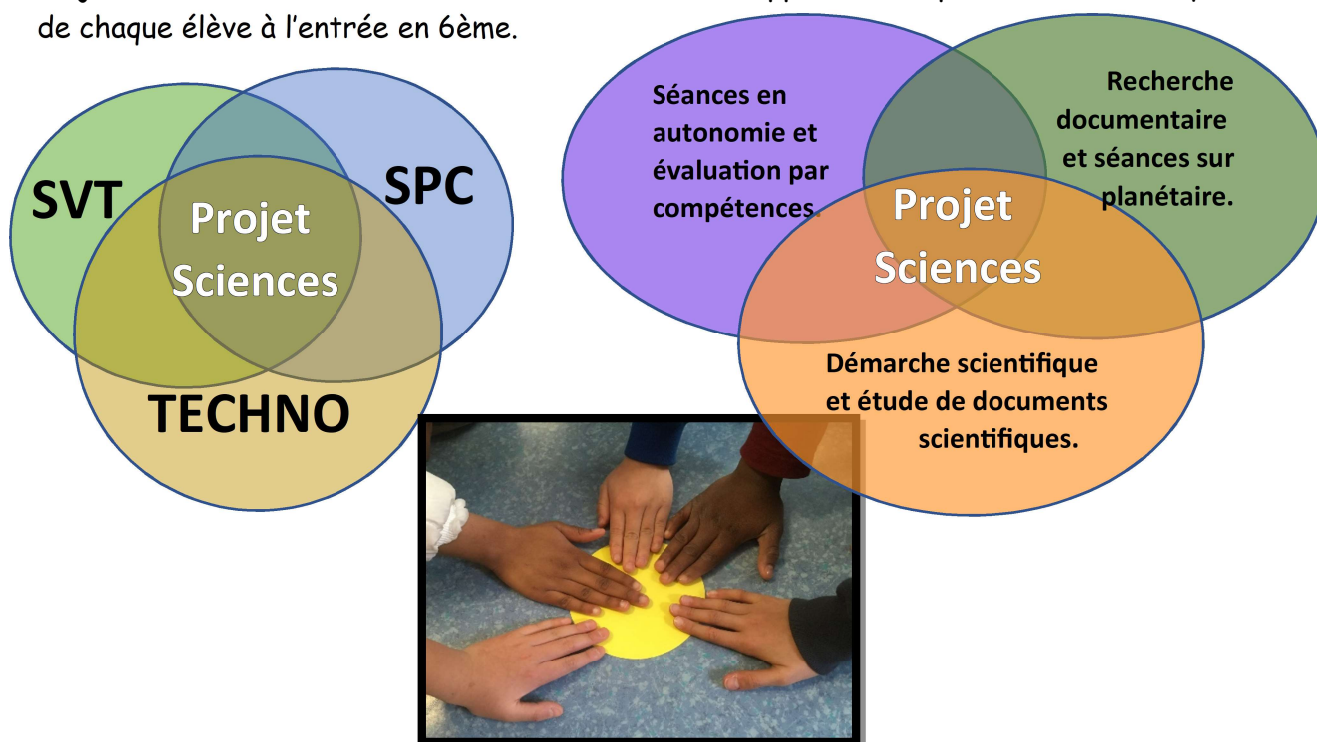 de chaque élève à l'entrée en 6ème.
SVT
SPC
Projet
Sciences
TECHNO
Séances en
autonomie et
évaluation par
compétences.
Recherche
documentaire
et séances sur
planétaire.
Projet
Sciences
Démarche scientifique
et étude de documents
scientifiques.